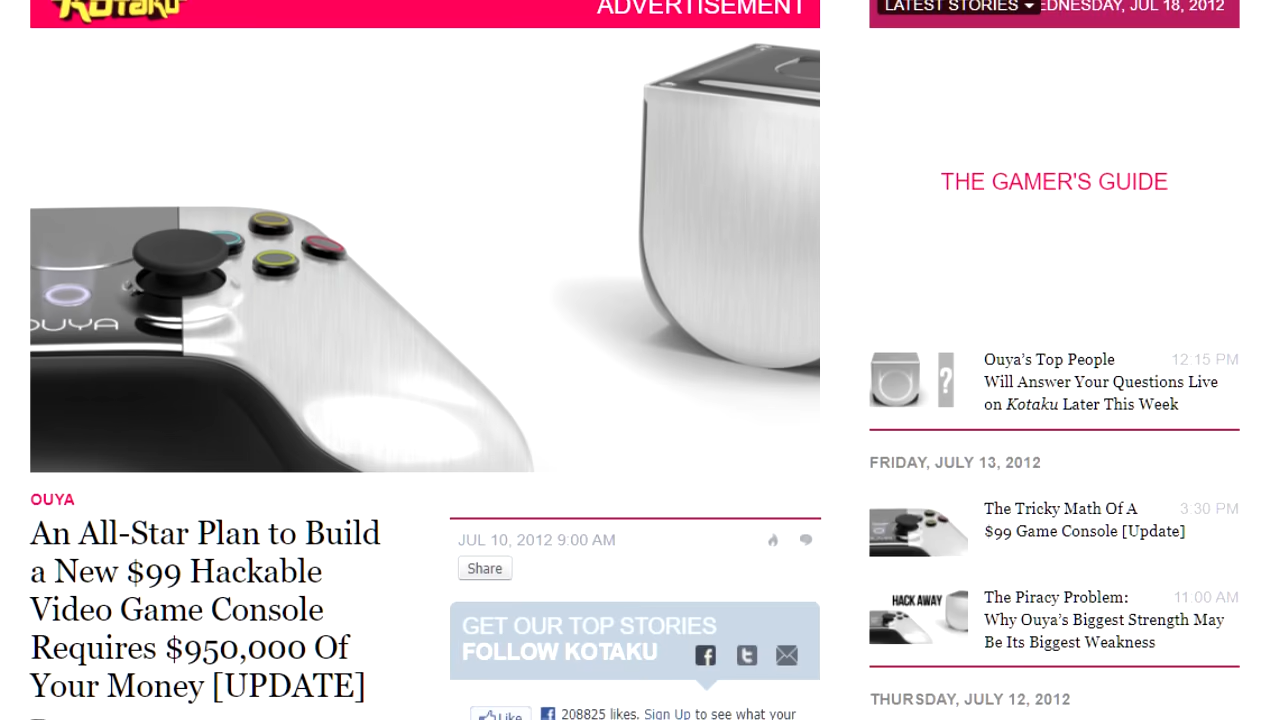 KOTAKU
ADVERTISEMENT
OUYA
OUYA
An All-Star Plan to Build
a New $99 Hackable
Video Game Console
Requires $950,000 Of
Your Money [UPDATE]
JUL 10, 2012 9:00 AM
Share
GET OUR TOP STORIES
FOLLOW KOTAKU
Like
208825 likes. Sign Up to see what your
LATEST STORIES
EDNESDAY, JUL 18, 2012
THE GAMER'S GUIDE
Ouya's Top People 12:15 PM
Will Answer Your Questions Live
on Kotaku Later This Week
FRIDAY, JULY 13, 2012
The Tricky Math Of A 3:30 PM
$99 Game Console [Update]
HACK AWAY
The Piracy Problem: 11:00 AM
Why Ouya's Biggest Strength May
Be Its Biggest Weakness
THURSDAY, JULY 12, 2012